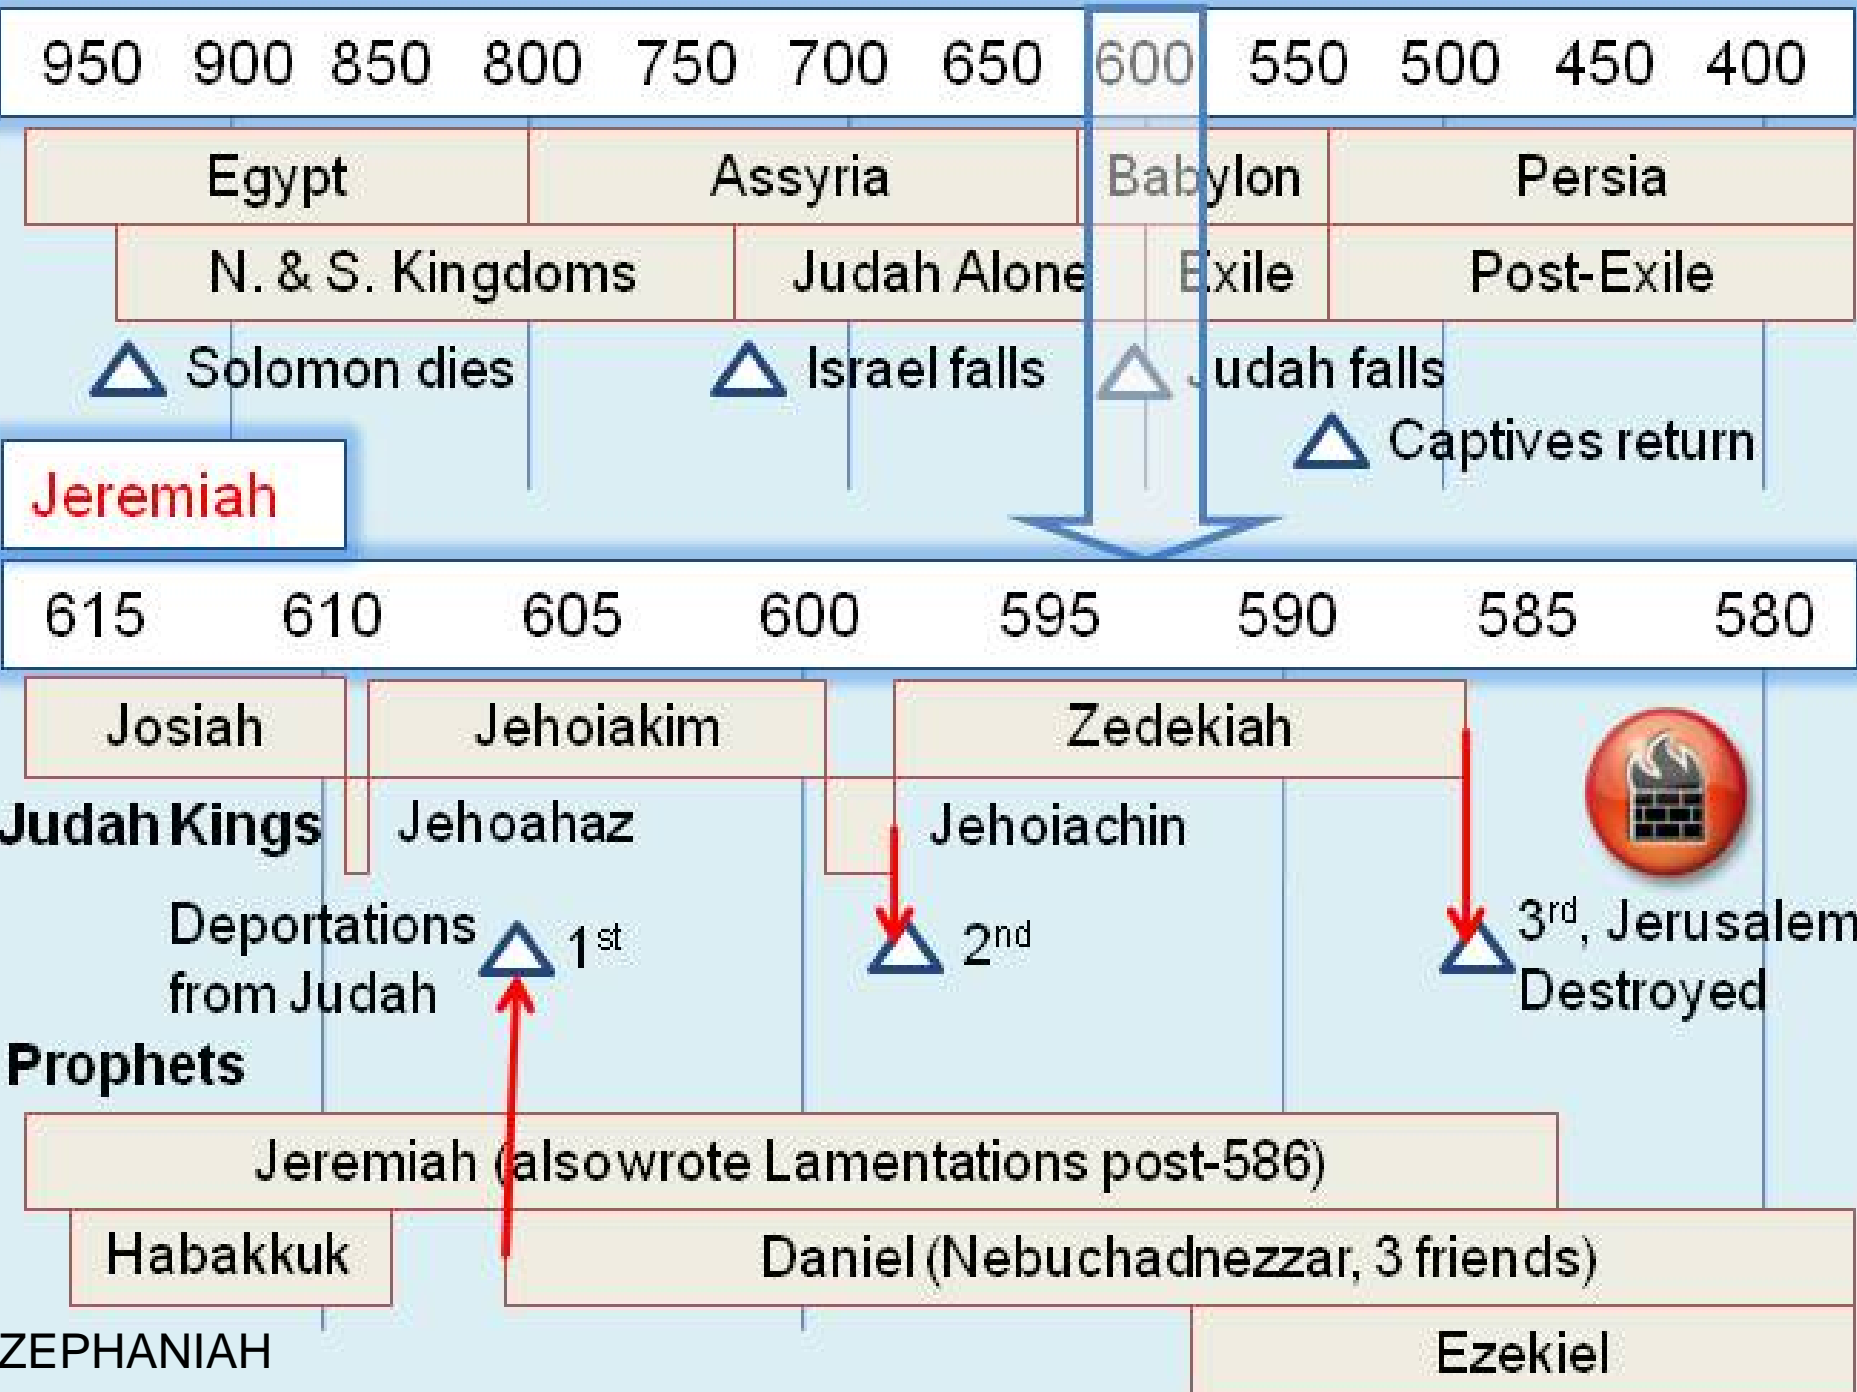 950 900 850 800 750 700 650 600 550 500 450 400
Egypt Assyria Babylon Persia
N. & S. Kingdoms Judah Alone Exile Post-Exile
Solomon dies Israel falls Judah falls
Captives return
Jeremiah
615 610 605 600 595 590 585 580
Josiah Jehoiakim Zedekiah
Judah Kings Jehoahaz Jehoiachin
Deportations
from Judah
1st 2nd
3rd, Jerusalem
Destroyed
Prophets
Jeremiah (also wrote Lamentations post-586)
Habakkuk Daniel (Nebuchadnezzar, 3 friends)
ZEPHANIAH Ezekiel